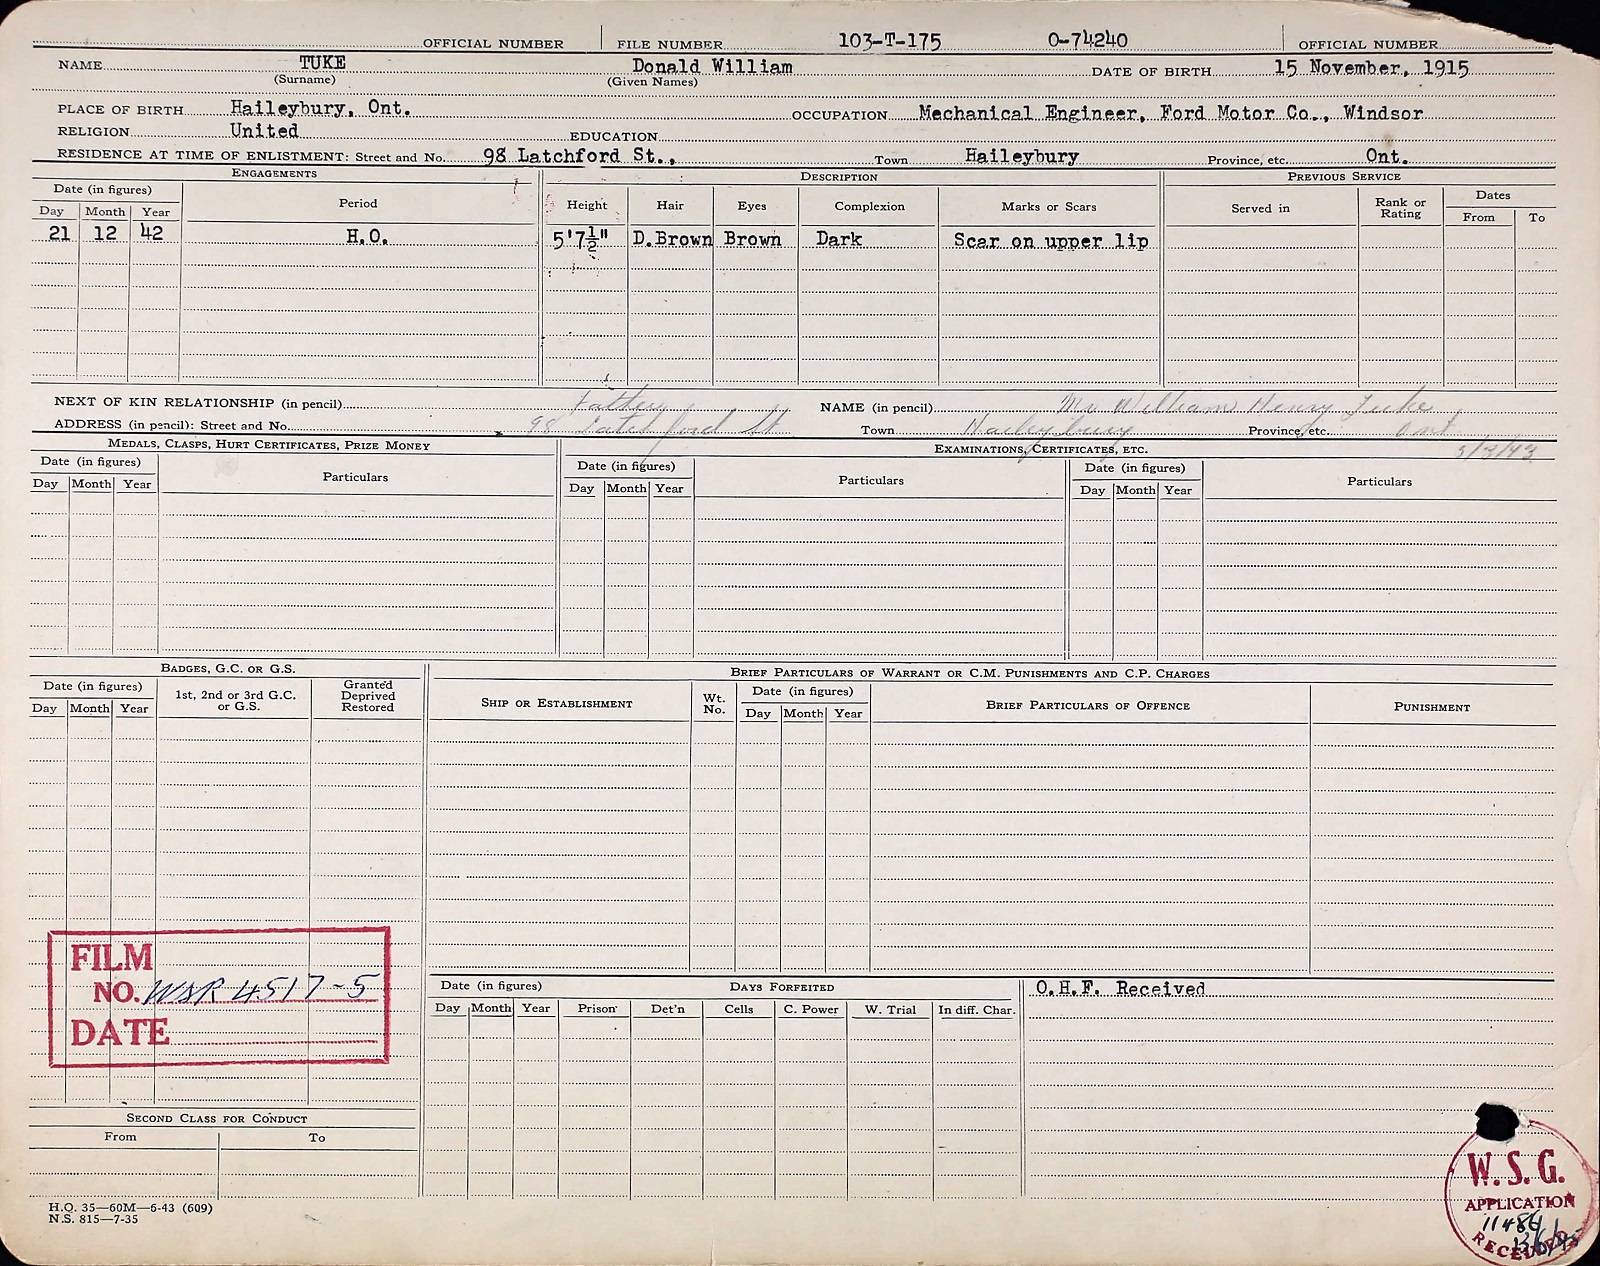 OFFICIAL NUMBER FILE NUMBER 103-T-175 O-74240 OFFICIAL NUMBER
NAME TUKE Donald William DATE OF BIRTH 15 November, 1915
(Surname) (Given Names)
PLACE OF BIRTH Haileybury, Ont. OCCUPATION Mechanical Engineer, Ford Motor Co., Windsor
RELIGION United EDUCATION
RESIDENCE AT TIME OF ENLISTMENT: Street and No. 98 Latchford St., Town Haileybury Province, etc. Ont.
ENGAGEMENTS DESCRIPTION PREVIOUS SERVICE
Date (in figures) Period Height Hair Eyes Complexion Marks or Scars Served in Rank or Rating Dates
Day Month Year From To
21 12 42 H.O. 5'7½" D.Brown Brown Dark Scar on upper lip
NEXT OF KIN RELATIONSHIP (in pencil) Father NAME (in pencil) Mr William Henry Tuke
ADDRESS (in pencil): Street and No. 98 Latchford St Town Haileybury Province, etc. Ont
MEDALS, CLASPS, HURT CERTIFICATES, PRIZE MONEY EXAMINATIONS, CERTIFICATES, ETC. 5/3/43
Date (in figures) Particulars Date (in figures) Particulars Date (in figures) Particulars
Day Month Year Day Month Year Day Month Year
BADGES, G.C. OR G.S. BRIEF PARTICULARS OF WARRANT OR C.M. PUNISHMENTS AND C.P. CHARGES
Date (in figures) 1st, 2nd or 3rd G.C. or G.S. Granted Deprived Restored SHIP OR ESTABLISHMENT Wt. No. Date (in figures) BRIEF PARTICULARS OF OFFENCE PUNISHMENT
Day Month Year Day Month Year
FILM
NO. WSR 4517-5
DATE
Date (in figures) DAYS FORFEITED O.H.F. Received
Day Month Year Prison Det'n Cells C. Power W. Trial In diff. Char.
SECOND CLASS FOR CONDUCT
From To
H.Q. 35—60M—6-43 (609)
N.S. 815—7-35
W.S.G.
APPLICATION
11486
RECEIVED